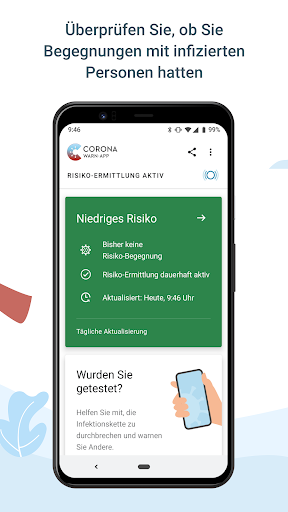 Überprüfen Sie, ob Sie
Begegnungen mit infizierten
Personen hatten
9:46
99%
CORONA
WARN-APP
RISIKO-ERMITTLUNG AKTIV
Niedriges Risiko
Bisher keine
Risiko-Begegnung
Risiko-Ermittlung dauerhaft aktiv
Aktualisiert: Heute, 9:46 Uhr
Tägliche Aktualisierung
Wurden Sie
getestet?
Helfen Sie mit, die
Infektionskette zu
durchbrechen und warnen
Sie Andere.